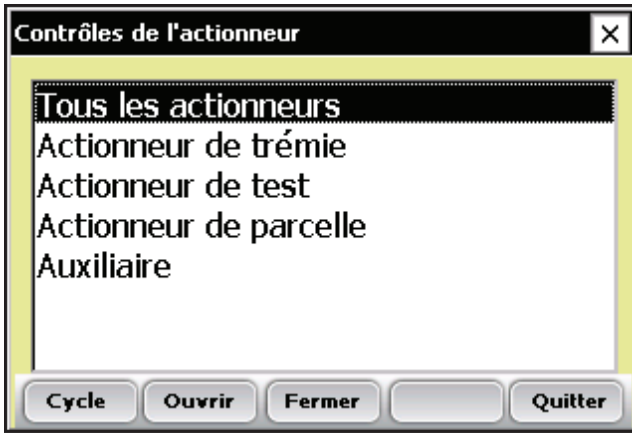 Contrôles de l'actionneur
Tous les actionneurs
Actionneur de trémie
Actionneur de test
Actionneur de parcelle
Auxiliaire
Cycle Ouvrir Fermer Quitter